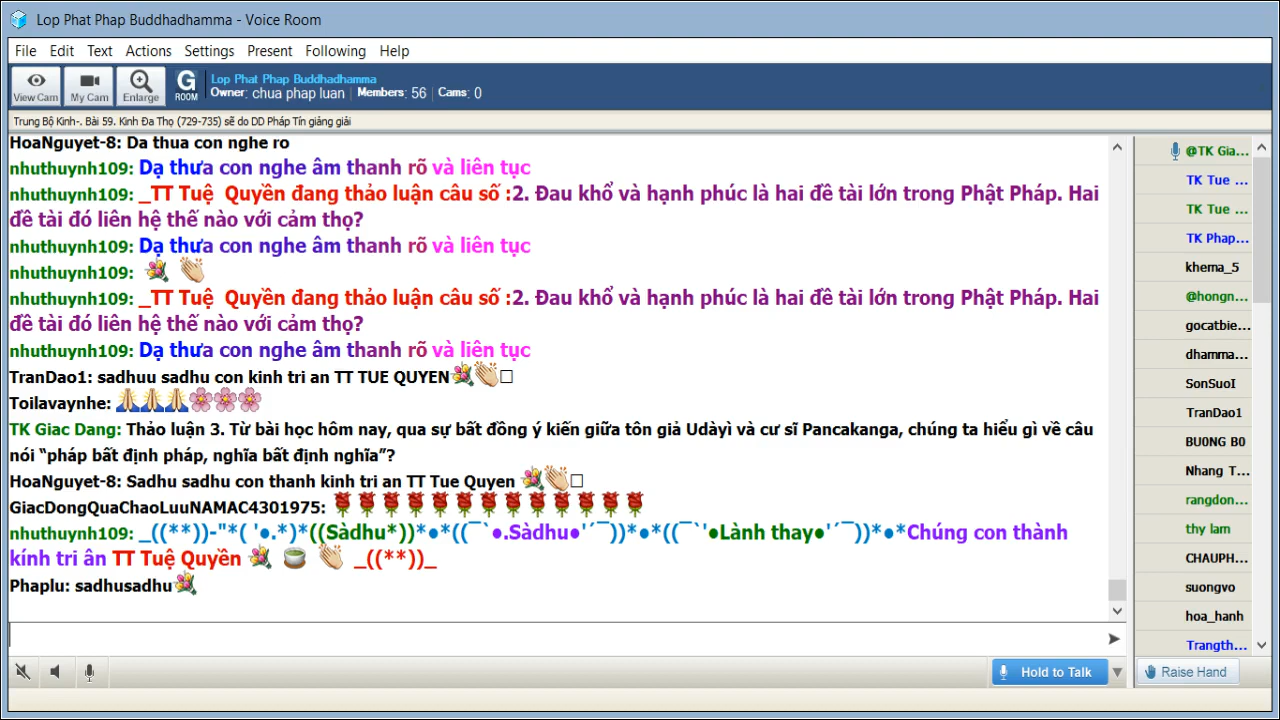 Lop Phat Phap Buddhadhamma - Voice Room
File Edit Text Actions Settings Present Following Help
View Cam My Cam Enlarge G ROOM
Lop Phat Phap Buddhadhamma
Owner: chua phap luan Members: 56 Cams: 0
Trung Bộ Kinh-. Bài 59. Kinh Đa Thọ (729-735) sẽ do DD Pháp Tín giảng giải
HoaNguyet-8: Da thua con nghe ro
nhuthuynh109: Dạ thưa con nghe âm thanh rõ và liên tục
nhuthuynh109: _TT Tuệ Quyền đang thảo luận câu số :2. Đau khổ và hạnh phúc là hai đề tài lớn trong Phật Pháp. Hai
đề tài đó liên hệ thế nào với cảm thọ?
nhuthuynh109: Dạ thưa con nghe âm thanh rõ và liên tục
nhuthuynh109: 💐 👏
nhuthuynh109: _TT Tuệ Quyền đang thảo luận câu số :2. Đau khổ và hạnh phúc là hai đề tài lớn trong Phật Pháp. Hai
đề tài đó liên hệ thế nào với cảm thọ?
nhuthuynh109: Dạ thưa con nghe âm thanh rõ và liên tục
TranDao1: sadhuu sadhu con kinh tri an TT TUE QUYEN💐👏□
Toilavaynhe: 🙏🙏🙏🌸🌸🌸
TK Giac Dang: Thảo luận 3. Từ bài học hôm nay, qua sự bất đồng ý kiến giữa tôn giả Udàyì và cư sĩ Pancakanga, chúng ta hiểu gì về câu
nói “pháp bất định pháp, nghĩa bất định nghĩa”?
HoaNguyet-8: Sadhu sadhu con thanh kinh tri an TT Tue Quyen 💐👏□
GiacDongQuaChaoLuuNAMAC4301975: 🌹🌹🌹🌹🌹🌹🌹🌹🌹🌹🌹🌹🌹
nhuthuynh109: _((**))-"*( '●.*)*((Sàdhu*))*●*((¯`●.Sàdhu●'´¯))*●*((¯`'●Lành thay●'´¯))*●*Chúng con thành
kính tri ân TT Tuệ Quyền 💐 🍵 👏 _((**))_
Phaplu: sadhusadhu💐
Hold to Talk
Raise Hand
@TK Gia...
TK Tue ...
TK Tue ...
TK Phap...
khema_5
@hongn...
gocatbie...
dhamma...
SonSuoI
TranDao1
BU0NG B0
Nhang T...
rangdon...
thy lam
CHAUPH...
suongvo
hoa_hanh
Trangth...